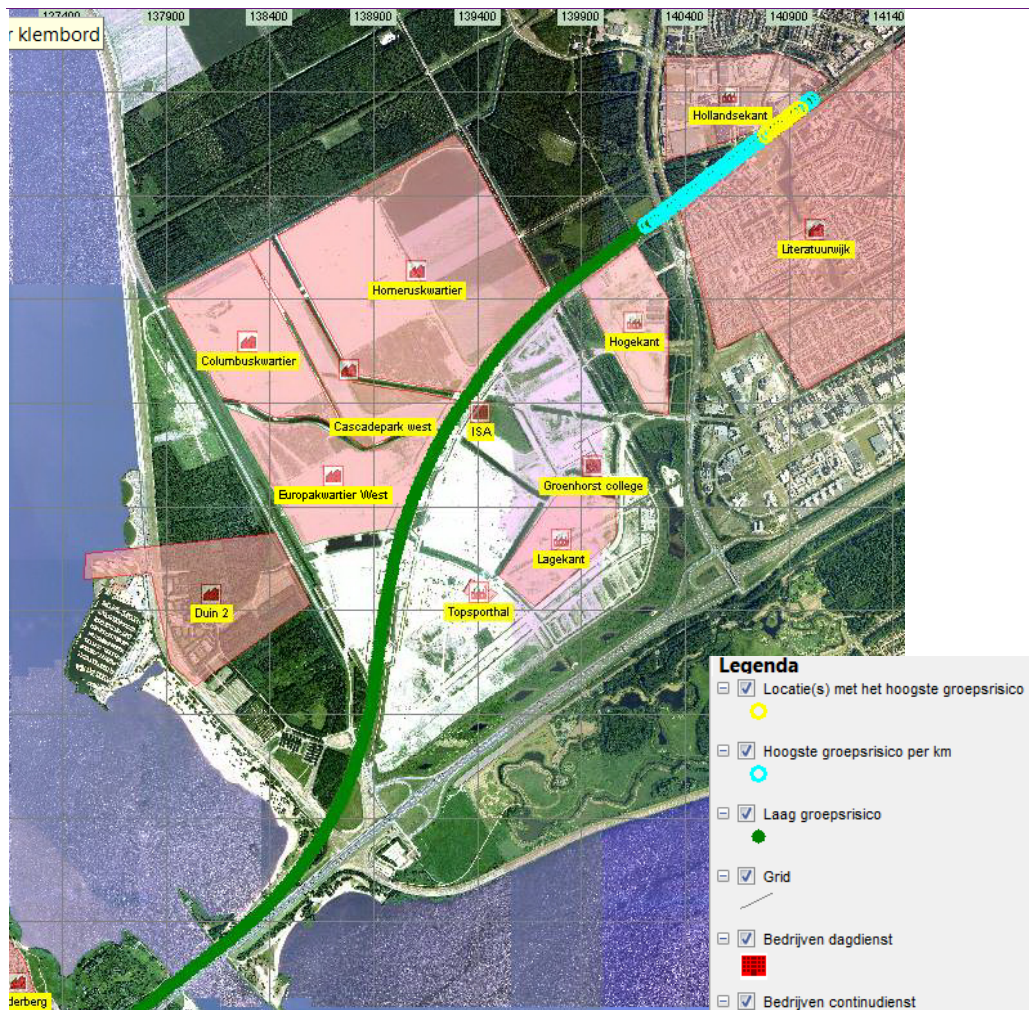 127400 137900 138400 138900 139400 139900 140400 140900 14140
r klembord
Hollandsekant
Literatuurwijk
Homeruskwartier
Hogekant
Columbuskwartier
Cascadepark west
ISA
Groenhorst college
Europakwartier West
Lagekant
Duin 2
Topsporthal
derberg
Legenda
Locatie(s) met het hoogste groepsrisico
Hoogste groepsrisico per km
Laag groepsrisico
Grid
Bedrijven dagdienst
Bedrijven continudienst